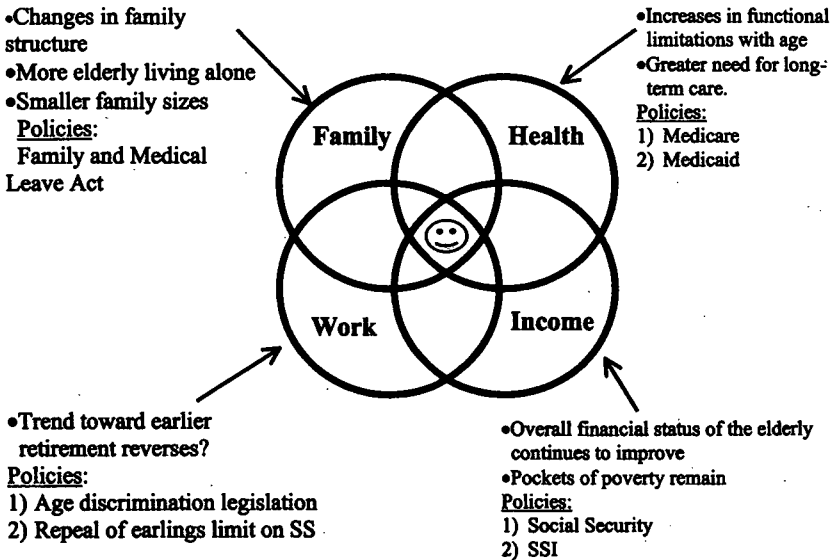 •Changes in family
structure
•More elderly living alone
•Smaller family sizes
Policies:
Family and Medical
Leave Act
•Increases in functional
limitations with age
•Greater need for long-
term care.
Policies:
1) Medicare
2) Medicaid
Family
Health
Work
Income
•Trend toward earlier
retirement reverses?
Policies:
1) Age discrimination legislation
2) Repeal of earlings limit on SS
•Overall financial status of the elderly
continues to improve
•Pockets of poverty remain
Policies:
1) Social Security
2) SSI